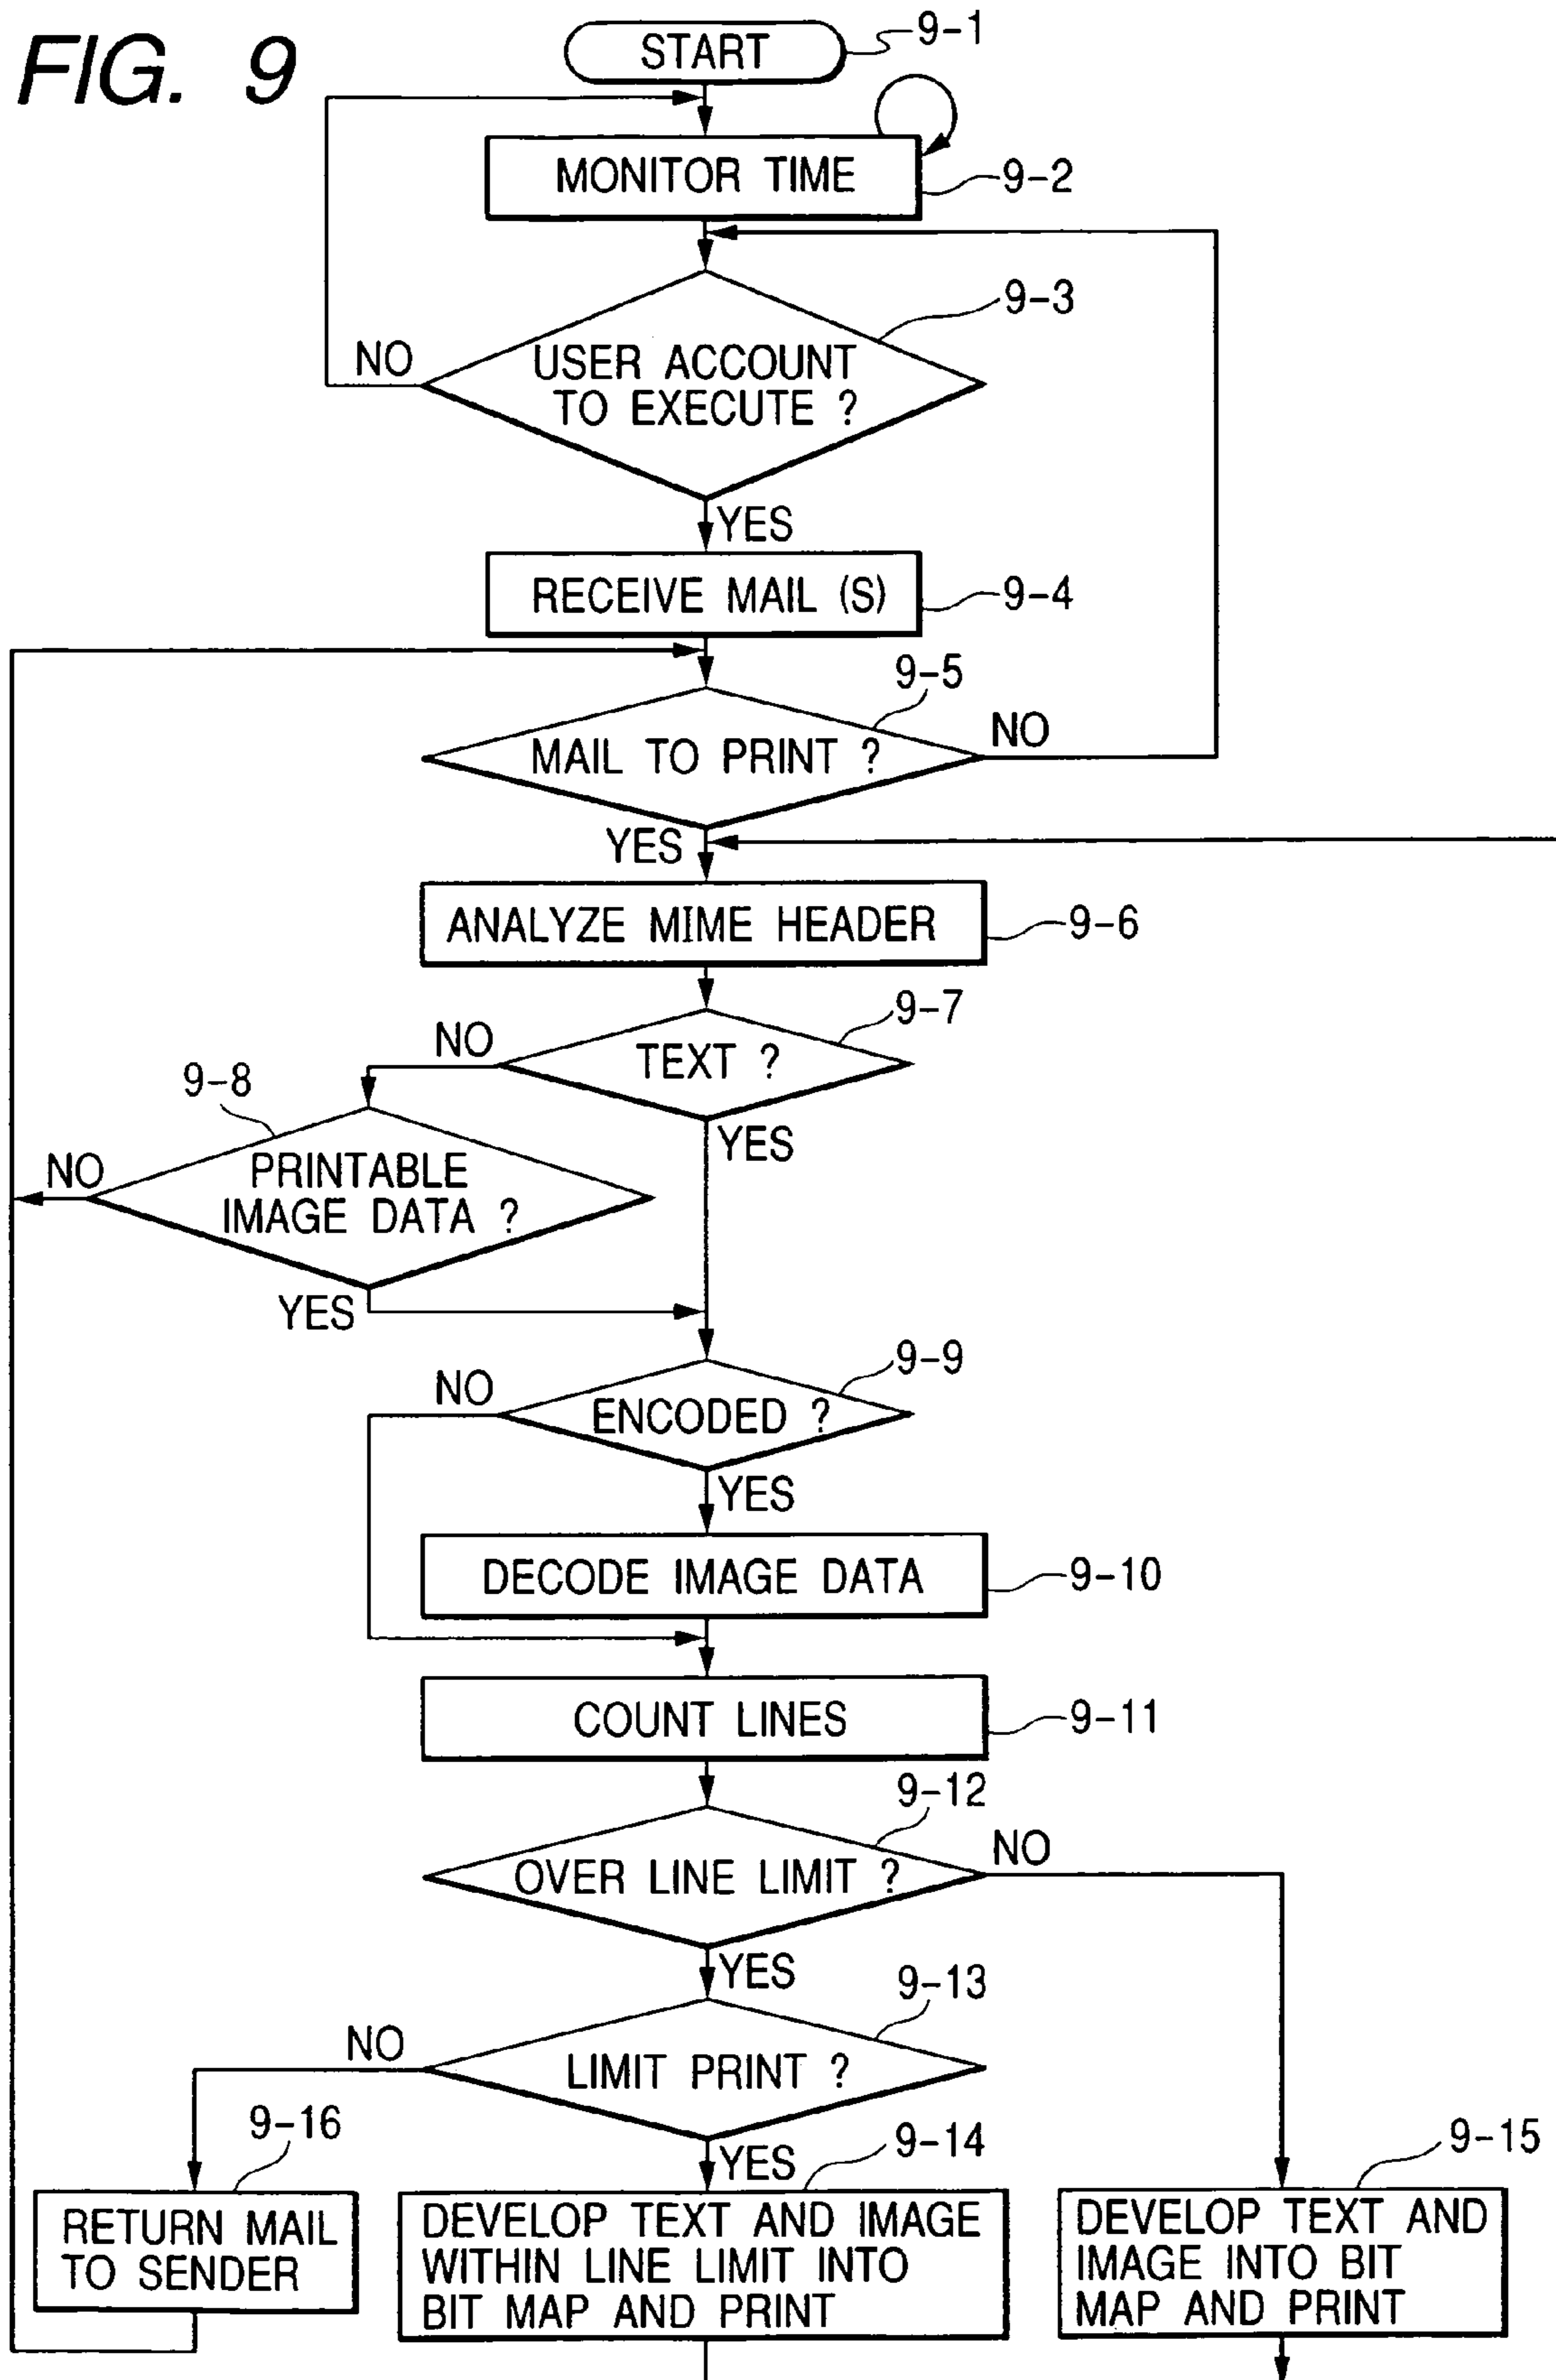 FIG. 9
START
9-1
MONITOR TIME
9-2
9-3
USER ACCOUNT
TO EXECUTE ?
NO
YES
RECEIVE MAIL (S)
9-4
9-5
MAIL TO PRINT ?
NO
YES
ANALYZE MIME HEADER
9-6
9-7
TEXT ?
NO
YES
9-8
PRINTABLE
IMAGE DATA ?
NO
YES
9-9
ENCODED ?
NO
YES
DECODE IMAGE DATA
9-10
COUNT LINES
9-11
9-12
OVER LINE LIMIT ?
NO
YES
9-13
LIMIT PRINT ?
NO
YES
9-16
RETURN MAIL
TO SENDER
9-14
DEVELOP TEXT AND IMAGE
WITHIN LINE LIMIT INTO
BIT MAP AND PRINT
9-15
DEVELOP TEXT AND
IMAGE INTO BIT
MAP AND PRINT